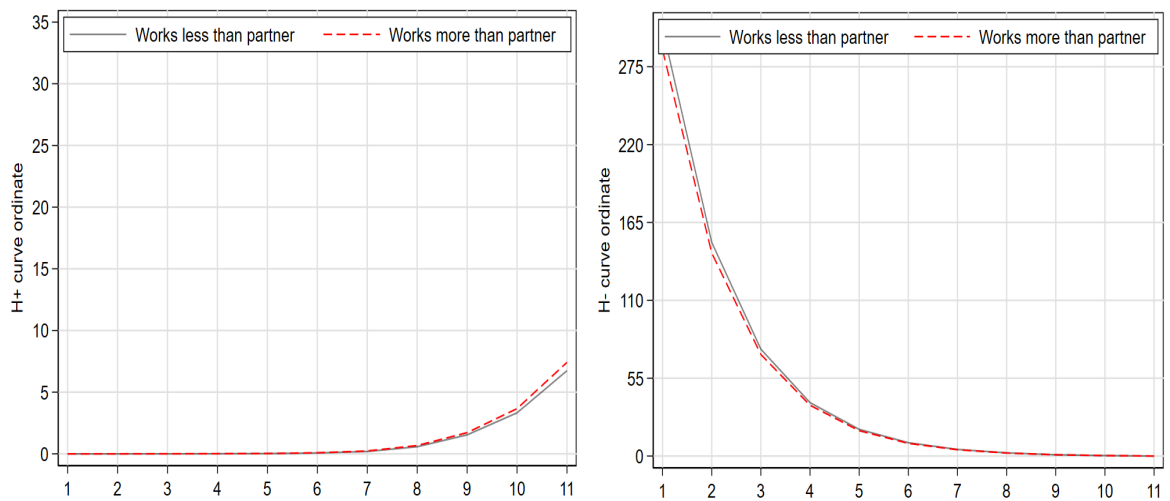 Works less than partner Works more than partner
35
30
25
20
15
10
5
0
H+ curve ordinate
1 2 3 4 5 6 7 8 9 10 11
Works less than partner Works more than partner
275
220
165
110
55
0
H- curve ordinate
1 2 3 4 5 6 7 8 9 10 11